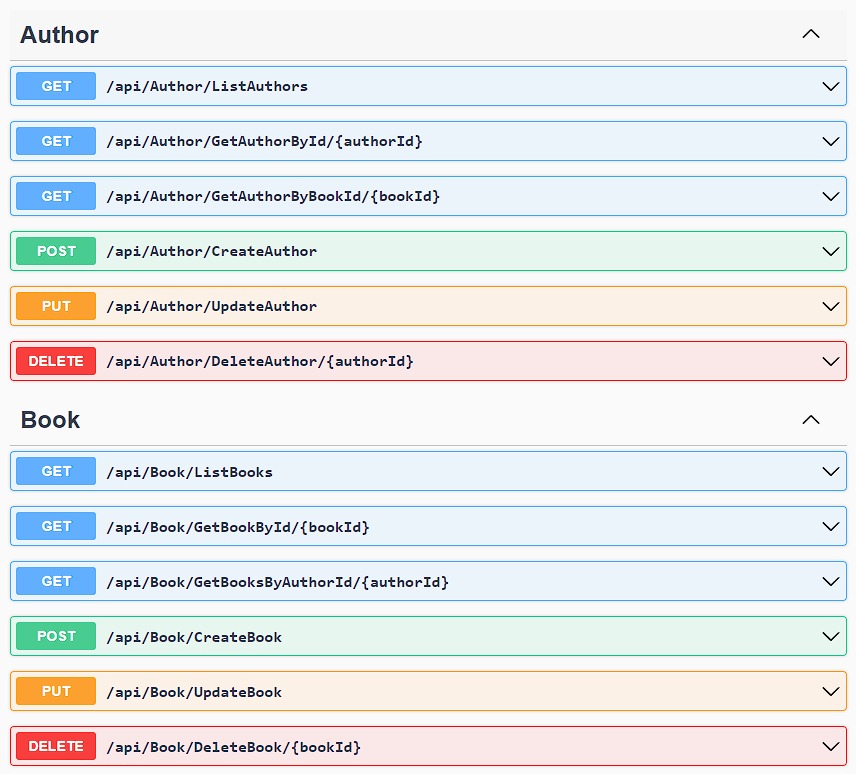 Author
GET /api/Author/ListAuthors
GET /api/Author/GetAuthorById/{authorId}
GET /api/Author/GetAuthorByBookId/{bookId}
POST /api/Author/CreateAuthor
PUT /api/Author/UpdateAuthor
DELETE /api/Author/DeleteAuthor/{authorId}
Book
GET /api/Book/ListBooks
GET /api/Book/GetBookById/{bookId}
GET /api/Book/GetBooksByAuthorId/{authorId}
POST /api/Book/CreateBook
PUT /api/Book/UpdateBook
DELETE /api/Book/DeleteBook/{bookId}